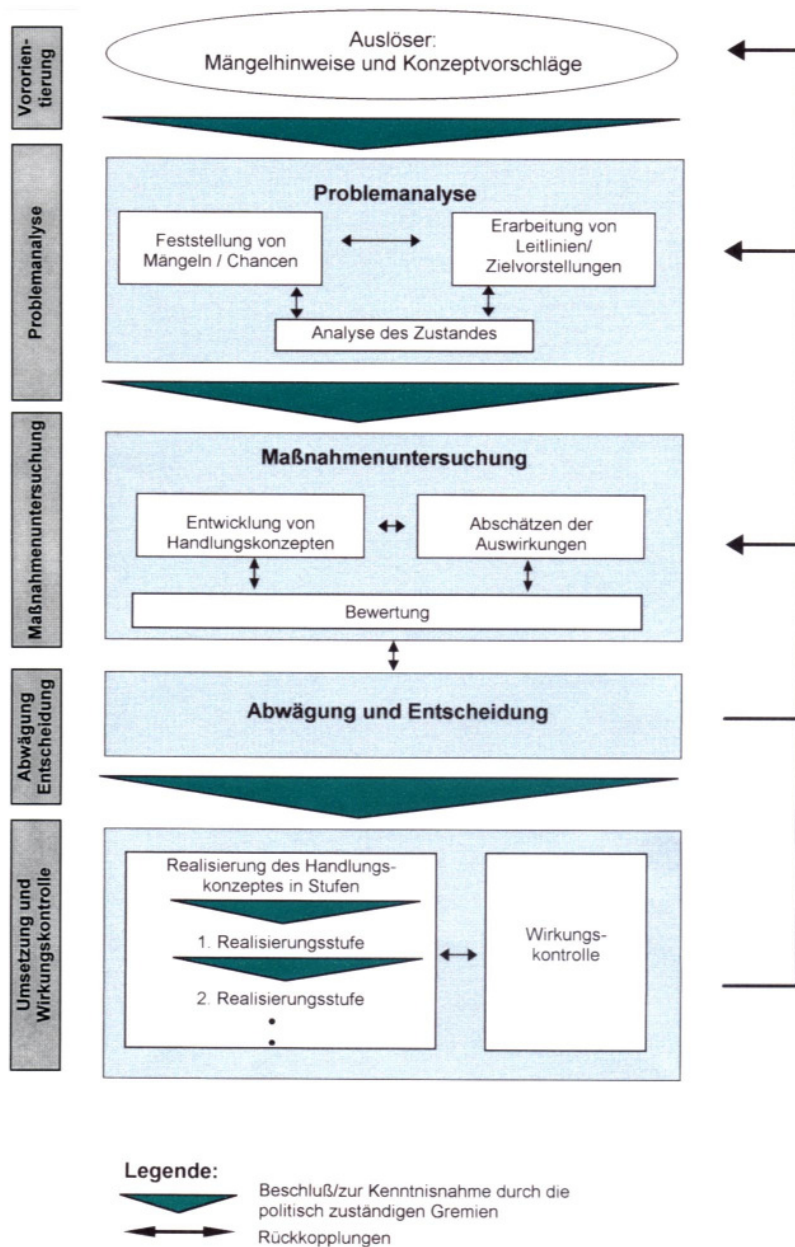 Vororien-
tierung
Auslöser:
Mängelhinweise und Konzeptvorschläge
Problemanalyse
Problemanalyse
Feststellung von
Mängeln / Chancen
Erarbeitung von
Leitlinien/
Zielvorstellungen
Analyse des Zustandes
Maßnahmenuntersuchung
Maßnahmenuntersuchung
Entwicklung von
Handlungskonzepten
Abschätzen der
Auswirkungen
Bewertung
Abwägung
Entscheidung
Abwägung und Entscheidung
Umsetzung und
Wirkungskontrolle
Realisierung des Handlungs-
konzeptes in Stufen
1. Realisierungsstufe
2. Realisierungsstufe
Wirkungs-
kontrolle
Legende:
Beschluß/zur Kenntnisnahme durch die
politisch zuständigen Gremien
Rückkopplungen